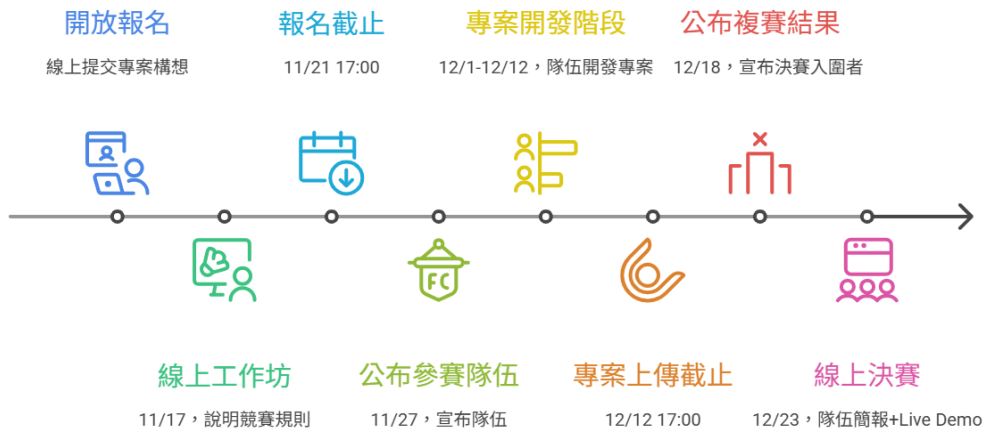 開放報名
線上提交專案構想
報名截止
11/21 17:00
專案開發階段
12/1-12/12，隊伍開發專案
公布複賽結果
12/18，宣布決賽入圍者
FC
線上工作坊
11/17，說明競賽規則
公布參賽隊伍
11/27，宣布隊伍
專案上傳截止
12/12 17:00
線上決賽
12/23，隊伍簡報+Live Demo